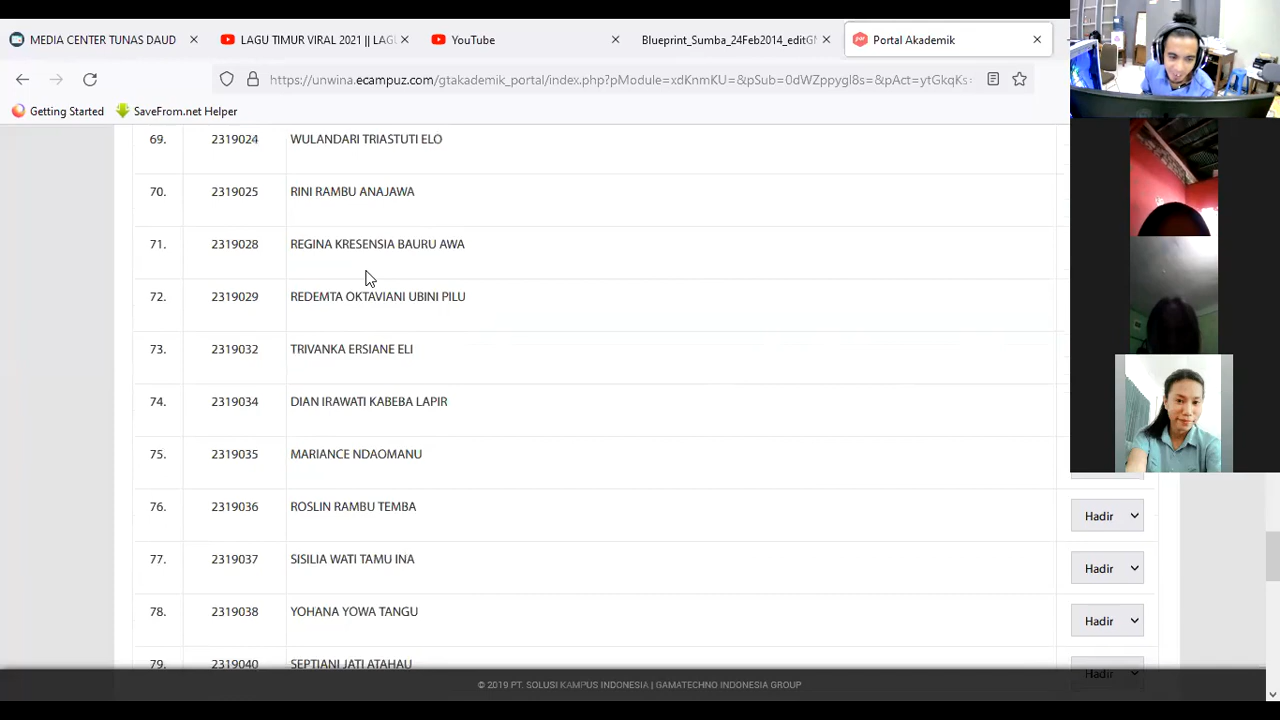 MEDIA CENTER TUNAS DAUD
LAGU TIMUR VIRAL 2021 || LAGU
YouTube
Blueprint_Sumba_24Feb2014_edit
Portal Akademik
https://unwina.ecampuz.com/gtakademik_portal/index.php?pModule=xdKnmKU=&pSub=0dWZppygl8s=&pAct=ytGkqKs=
Getting Started
SaveFrom.net Helper
69. 2319024 WULANDARI TRIASTUTI ELO
70. 2319025 RINI RAMBU ANAJAWA
71. 2319028 REGINA KRESENSIA BAURU AWA
72. 2319029 REDEMTA OKTAVIANI UBINI PILU
73. 2319032 TRIVANKA ERSIANE ELI
74. 2319034 DIAN IRAWATI KABEBA LAPIR
75. 2319035 MARIANCE NDAOMANU
76. 2319036 ROSLIN RAMBU TEMBA Hadir
77. 2319037 SISILIA WATI TAMU INA Hadir
78. 2319038 YOHANA YOWA TANGU Hadir
79. 2319040 SEPTIANI JATI ATAHAU Hadir
© 2019 PT. SOLUSI KAMPUS INDONESIA | GAMATECHNO INDONESIA GROUP